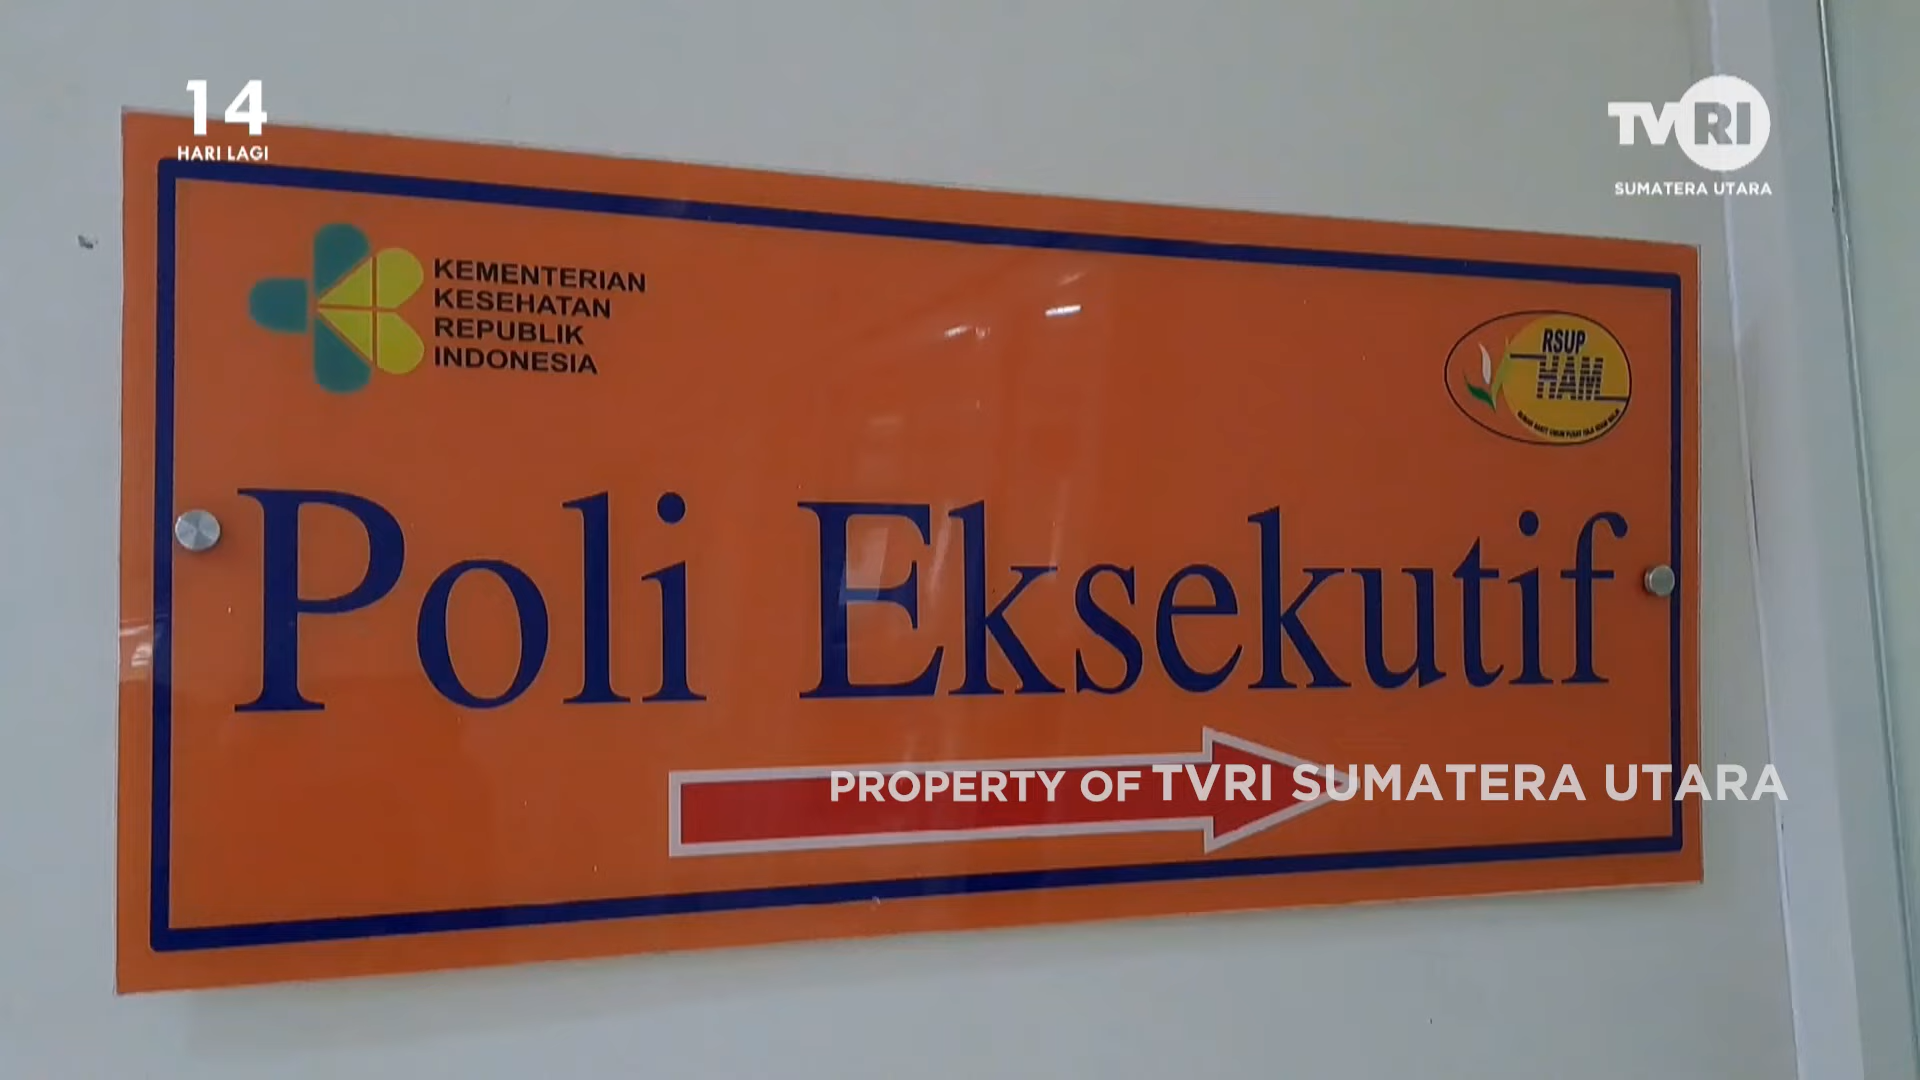 14
HARI LAGI
TVRI
SUMATERA UTARA
KEMENTERIAN
KESEHATAN
REPUBLIK
INDONESIA
RSUP
HAM
Poli Eksekutif
PROPERTY OF TVRI SUMATERA UTARA